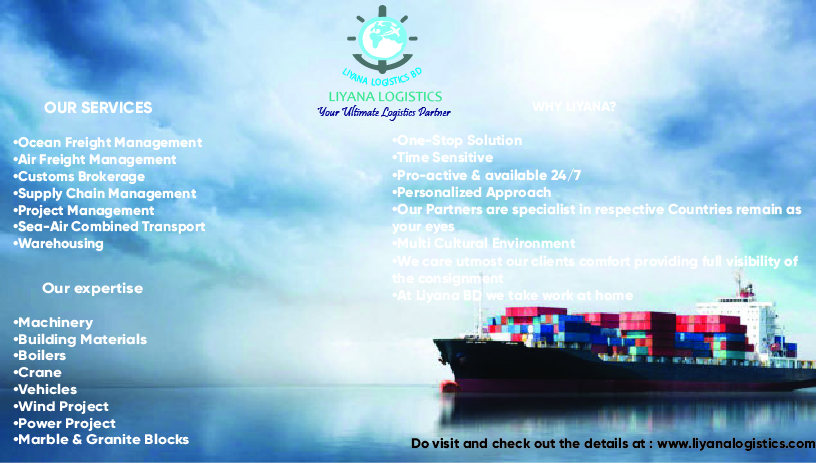 LIYANA LOGISTICS BD
LIYANA LOGISTICS
Your Ultimate Logistics Partner
OUR SERVICES
•Ocean Freight Management
•Air Freight Management
•Customs Brokerage
•Supply Chain Management
•Project Management
•Sea-Air Combined Transport
•Warehousing
Our expertise
•Machinery
•Building Materials
•Boilers
•Crane
•Vehicles
•Wind Project
•Power Project
•Marble & Granite Blocks
WHY LIYANA?
•One-Stop Solution
•Time Sensitive
•Pro-active & available 24/7
•Personalized Approach
•Our Partners are specialist in respective Countries remain as
your eyes
•Multi Cultural Environment
•We care utmost our clients comfort providing full visibility of
the consignment
•At Liyana BD we take work at home
Do visit and check out the details at : www.liyanalogistics.com